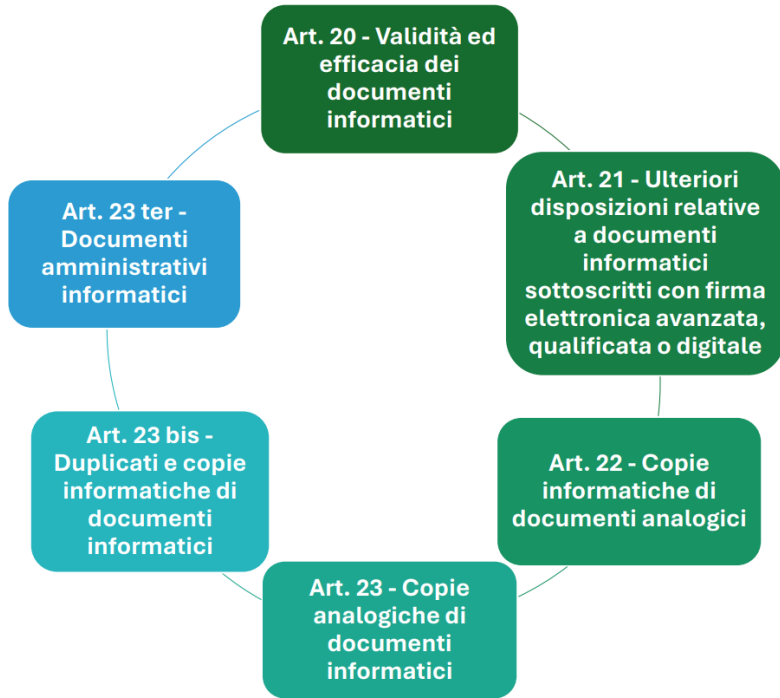 Art. 20 - Validità ed
efficacia dei
documenti
informatici
Art. 21 - Ulteriori
disposizioni relative
a documenti
informatici
sottoscritti con firma
elettronica avanzata,
qualificata o digitale
Art. 22 - Copie
informatiche di
documenti analogici
Art. 23 - Copie
analogiche di
documenti
informatici
Art. 23 bis -
Duplicati e copie
informatiche di
documenti
informatici
Art. 23 ter -
Documenti
amministrativi
informatici